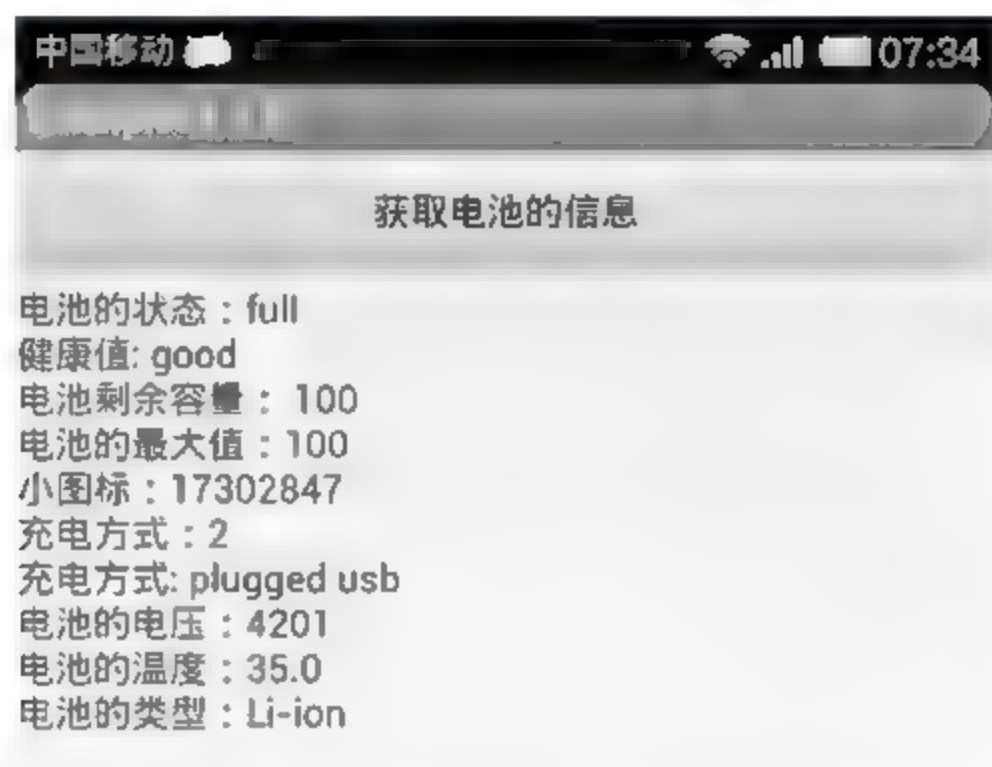 中国移动 07:34
获取电池的信息
电池的状态：full
健康值: good
电池剩余容量： 100
电池的最大值：100
小图标：17302847
充电方式：2
充电方式: plugged usb
电池的电压：4201
电池的温度：35.0
电池的类型：Li-ion